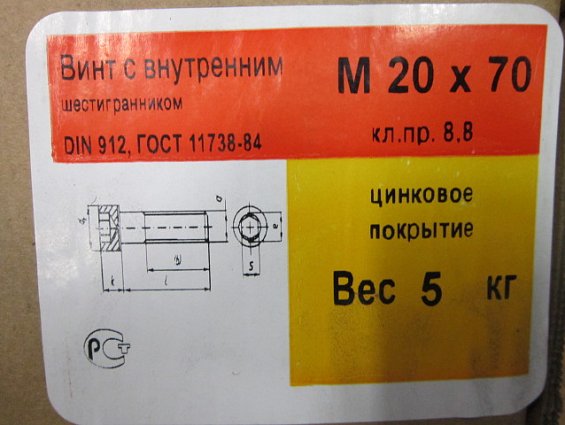 Винт с внутренним
шестигранником
DIN 912, ГОСТ 11738-84
М 20 х 70
кл.пр. 8.8
цинковое
покрытие
Вес 5 кг
k
l
(b)
S
e
РСТ